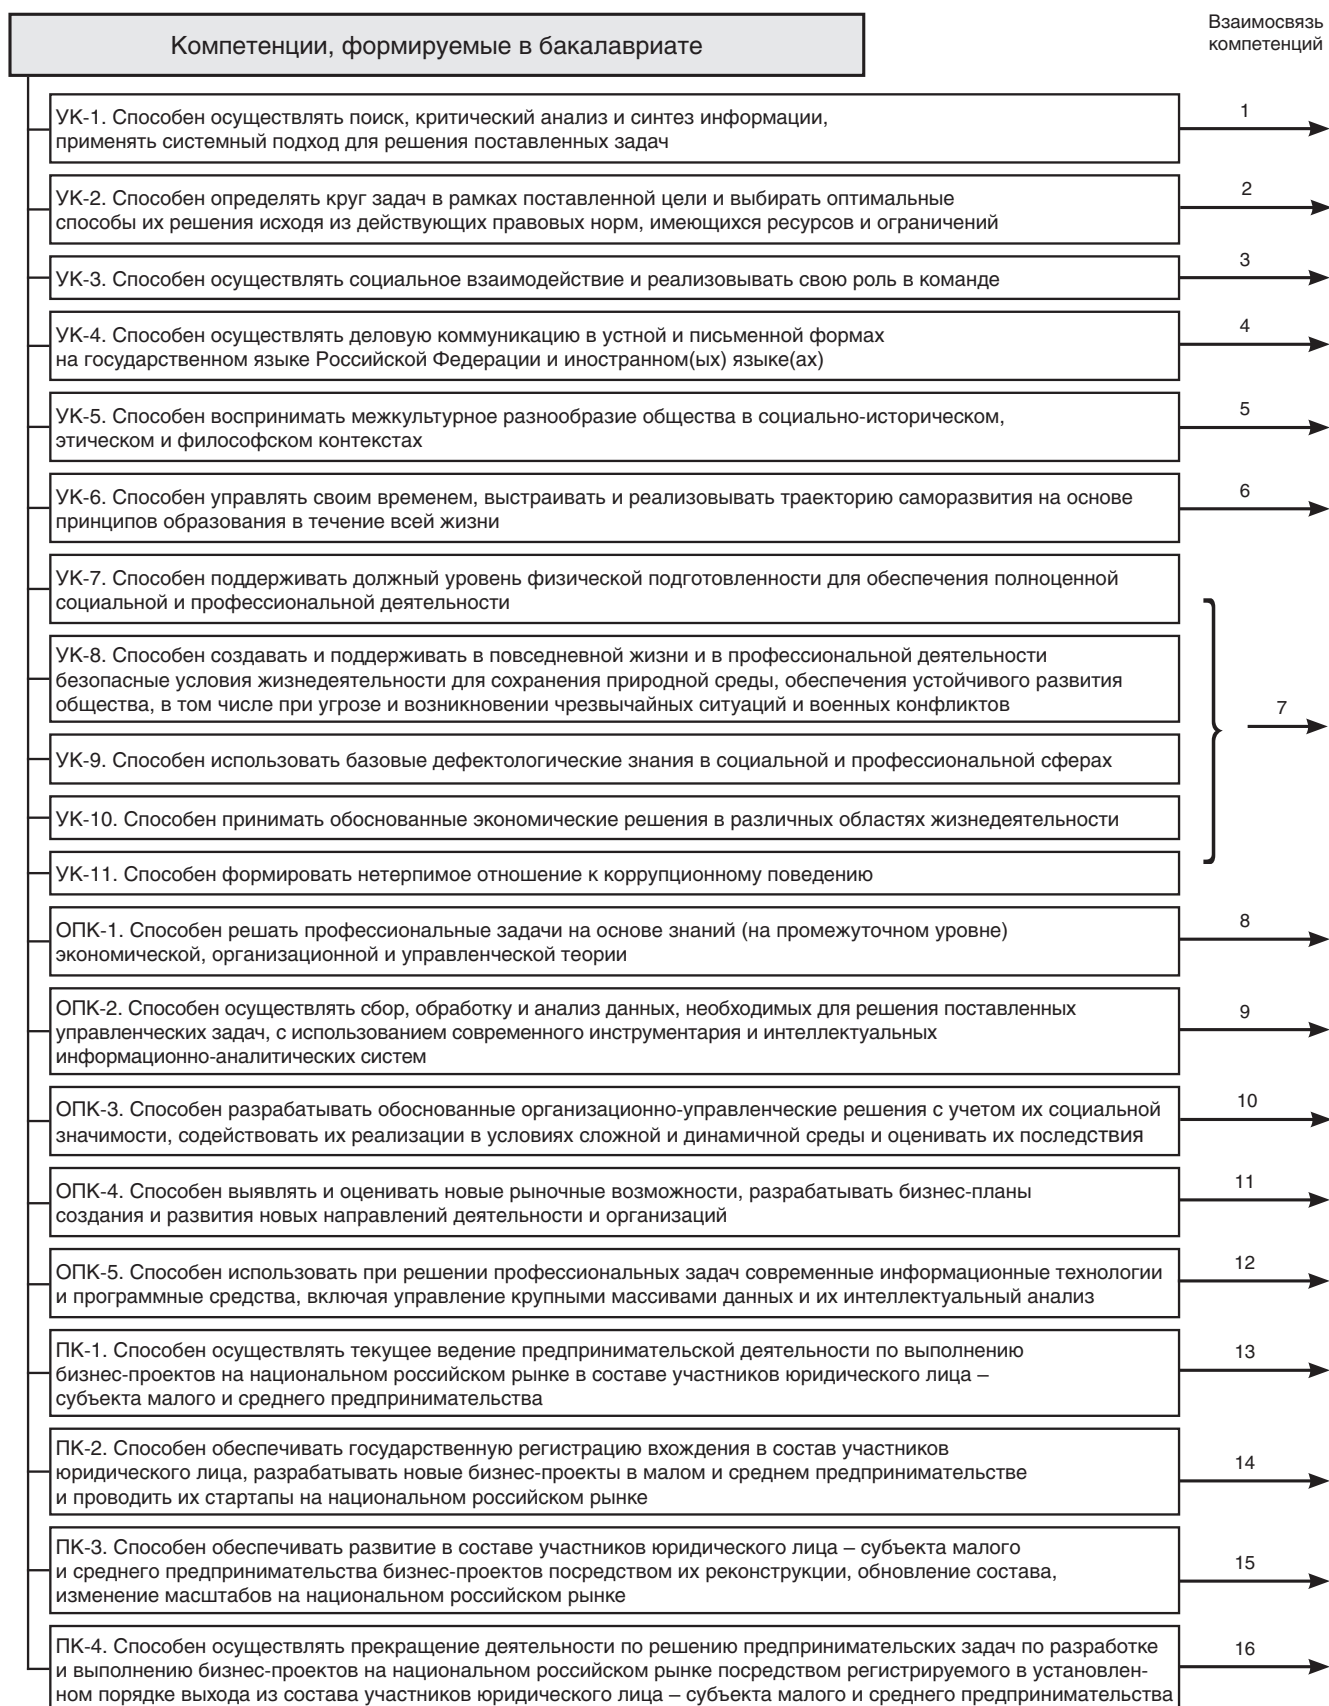 Компетенции, формируемые в бакалавриате
Взаимосвязь
компетенций
УК-1. Способен осуществлять поиск, критический анализ и синтез информации,
применять системный подход для решения поставленных задач
1
УК-2. Способен определять круг задач в рамках поставленной цели и выбирать оптимальные
способы их решения исходя из действующих правовых норм, имеющихся ресурсов и ограничений
2
УК-3. Способен осуществлять социальное взаимодействие и реализовывать свою роль в команде
3
УК-4. Способен осуществлять деловую коммуникацию в устной и письменной формах
на государственном языке Российской Федерации и иностранном(ых) языке(ах)
4
УК-5. Способен воспринимать межкультурное разнообразие общества в социально-историческом,
этическом и философском контекстах
5
УК-6. Способен управлять своим временем, выстраивать и реализовывать траекторию саморазвития на основе
принципов образования в течение всей жизни
6
УК-7. Способен поддерживать должный уровень физической подготовленности для обеспечения полноценной
социальной и профессиональной деятельности
УК-8. Способен создавать и поддерживать в повседневной жизни и в профессиональной деятельности
безопасные условия жизнедеятельности для сохранения природной среды, обеспечения устойчивого развития
общества, в том числе при угрозе и возникновении чрезвычайных ситуаций и военных конфликтов
7
УК-9. Способен использовать базовые дефектологические знания в социальной и профессиональной сферах
УК-10. Способен принимать обоснованные экономические решения в различных областях жизнедеятельности
УК-11. Способен формировать нетерпимое отношение к коррупционному поведению
ОПК-1. Способен решать профессиональные задачи на основе знаний (на промежуточном уровне)
экономической, организационной и управленческой теории
8
ОПК-2. Способен осуществлять сбор, обработку и анализ данных, необходимых для решения поставленных
управленческих задач, с использованием современного инструментария и интеллектуальных
информационно-аналитических систем
9
ОПК-3. Способен разрабатывать обоснованные организационно-управленческие решения с учетом их социальной
значимости, содействовать их реализации в условиях сложной и динамичной среды и оценивать их последствия
10
ОПК-4. Способен выявлять и оценивать новые рыночные возможности, разрабатывать бизнес-планы
создания и развития новых направлений деятельности и организаций
11
ОПК-5. Способен использовать при решении профессиональных задач современные информационные технологии
и программные средства, включая управление крупными массивами данных и их интеллектуальный анализ
12
ПК-1. Способен осуществлять текущее ведение предпринимательской деятельности по выполнению
бизнес-проектов на национальном российском рынке в составе участников юридического лица –
субъекта малого и среднего предпринимательства
13
ПК-2. Способен обеспечивать государственную регистрацию вхождения в состав участников
юридического лица, разрабатывать новые бизнес-проекты в малом и среднем предпринимательстве
и проводить их стартапы на национальном российском рынке
14
ПК-3. Способен обеспечивать развитие в составе участников юридического лица – субъекта малого
и среднего предпринимательства бизнес-проектов посредством их реконструкции, обновление состава,
изменение масштабов на национальном российском рынке
15
ПК-4. Способен осуществлять прекращение деятельности по решению предпринимательских задач по разработке
и выполнению бизнес-проектов на национальном российском рынке посредством регистрируемого в установлен-
ном порядке выхода из состава участников юридического лица – субъекта малого и среднего предпринимательства
16